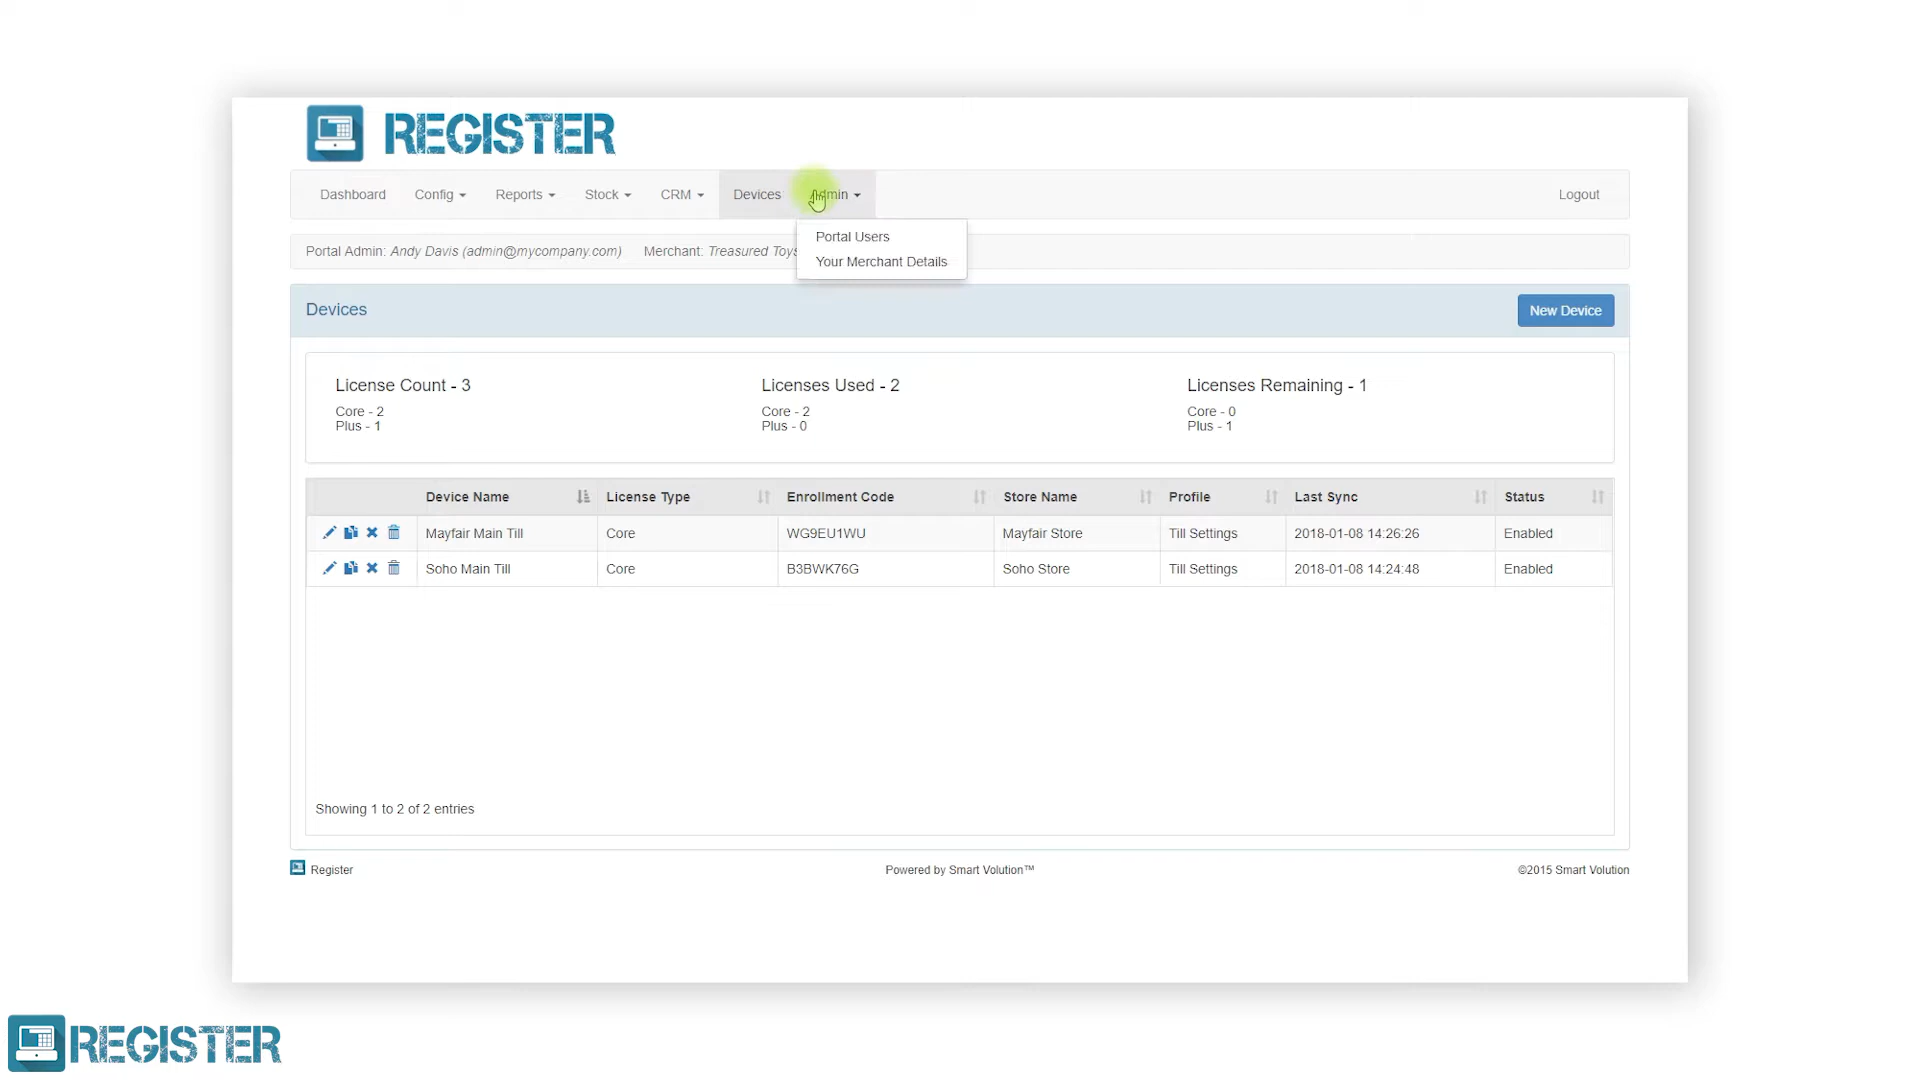 REGISTER
Dashboard Config Reports Stock CRM Devices Admin Logout
Portal Users
Your Merchant Details
Portal Admin: Andy Davis (admin@mycompany.com) Merchant: Treasured Toys
Devices New Device
License Count - 3 Licenses Used - 2 Licenses Remaining - 1
Core - 2 Core - 2 Core - 0
Plus - 1 Plus - 0 Plus - 1
Device Name License Type Enrollment Code Store Name Profile Last Sync Status
Mayfair Main Till Core WG9EU1WU Mayfair Store Till Settings 2018-01-08 14:26:26 Enabled
Soho Main Till Core B3BWK76G Soho Store Till Settings 2018-01-08 14:24:48 Enabled
Showing 1 to 2 of 2 entries
Register Powered by Smart Volution™ ©2015 Smart Volution
REGISTER